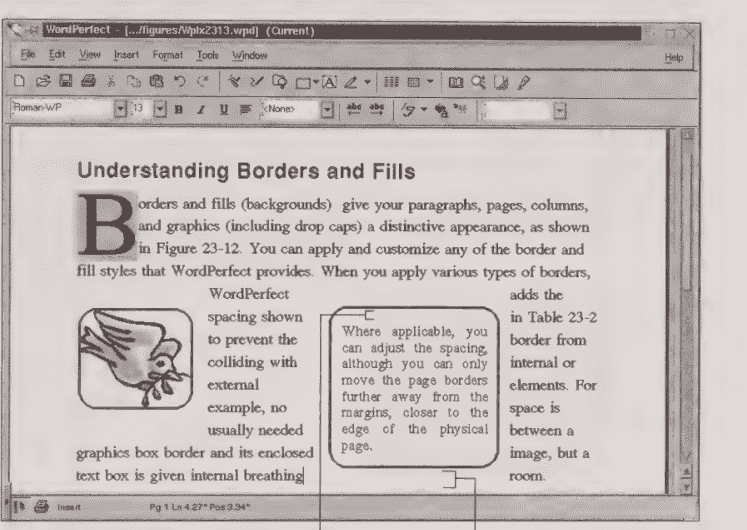 WordPerfect - [.../figures/Wplx2313.wpd] (Current)
File Edit View Insert Format Tools Window Help
Roman-WP 13 B I U <None> abc abc
Understanding Borders and Fills
Borders and fills (backgrounds) give your paragraphs, pages, columns,
and graphics (including drop caps) a distinctive appearance, as shown
in Figure 23-12. You can apply and customize any of the border and
fill styles that WordPerfect provides. When you apply various types of borders,
WordPerfect adds the
spacing shown in Table 23-2
to prevent the border from
colliding with internal or
external elements. For
example, no space is
usually needed between a
graphics box border and its enclosed image, but a
text box is given internal breathing room.
Where applicable, you
can adjust the spacing,
although you can only
move the page borders
further away from the
margins, closer to the
edge of the physical
page.
Insert Pg 1 Ln 4.27" Pos 3.34"